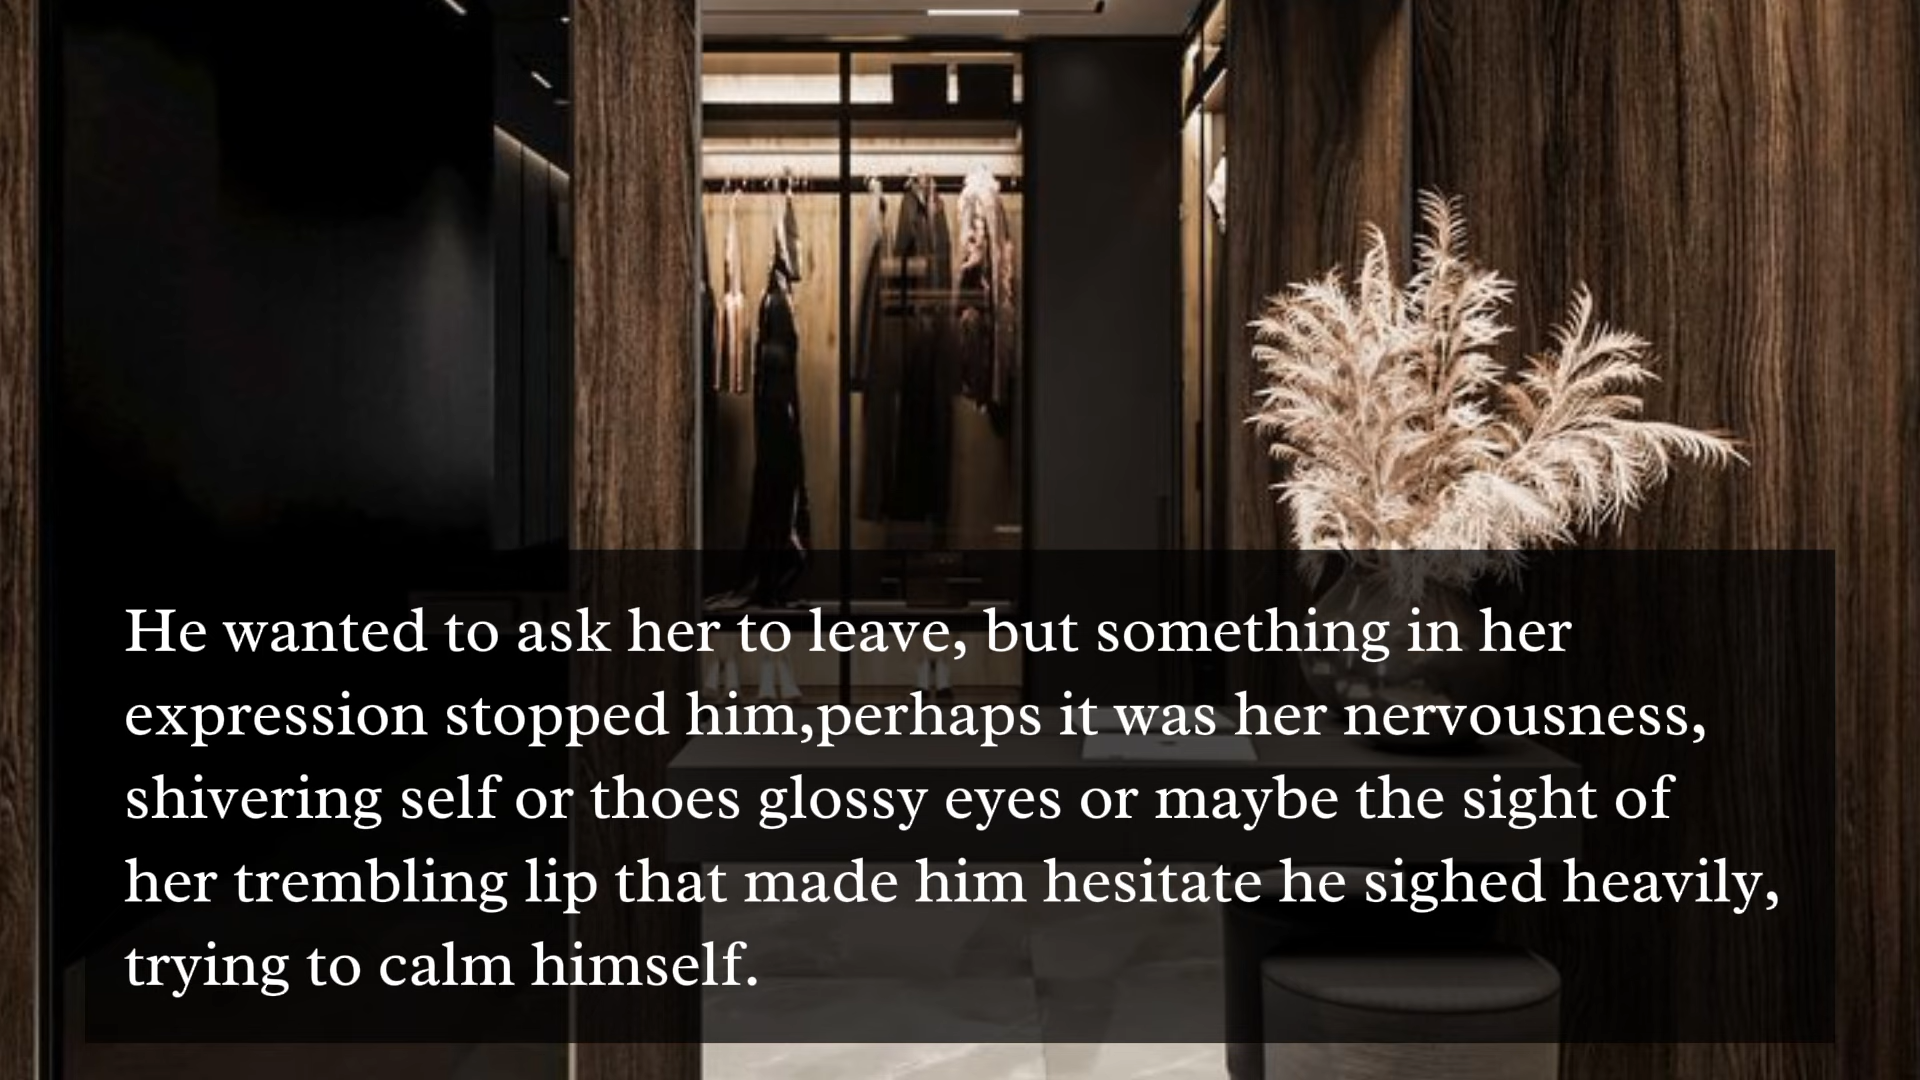 He wanted to ask her to leave, but something in her
expression stopped him,perhaps it was her nervousness,
shivering self or thoes glossy eyes or maybe the sight of
her trembling lip that made him hesitate he sighed heavily,
trying to calm himself.